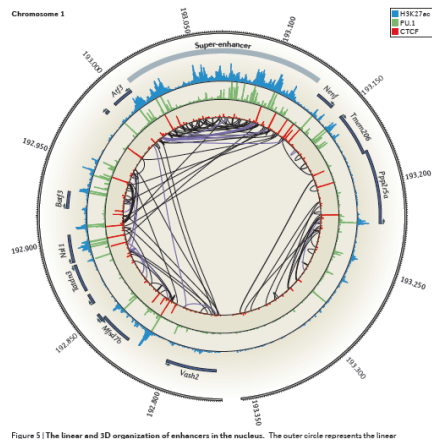 Chromosome 1
H3K27ac
PU.1
CTCF
193.050
193.100
Super-enhancer
193.000
Atf3
Nenf
193.150
Tmem206
192.950
Ppp2r5a
193.200
Batf3
192.900
Nsl1
Tatdn3
193.250
192.850
Mfsd7b
Vash2
193.300
192.800
193.350
Figure 5 | The linear and 3D organization of enhancers in the nucleus. The outer circle represents the linear